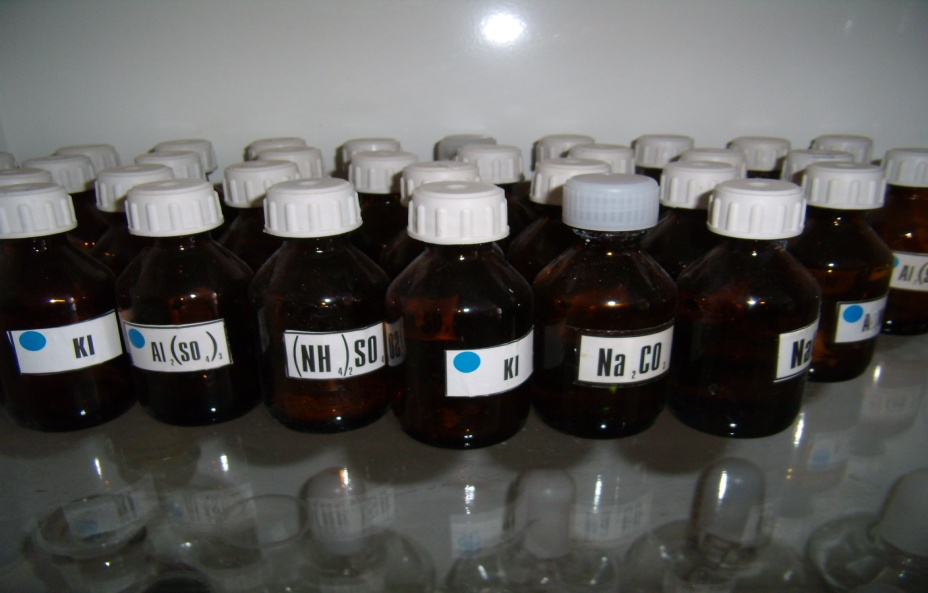 KI
Al₂(SO₄)₃
(NH₄)₂SO₄
KI
Na₂CO₃
Na
Al